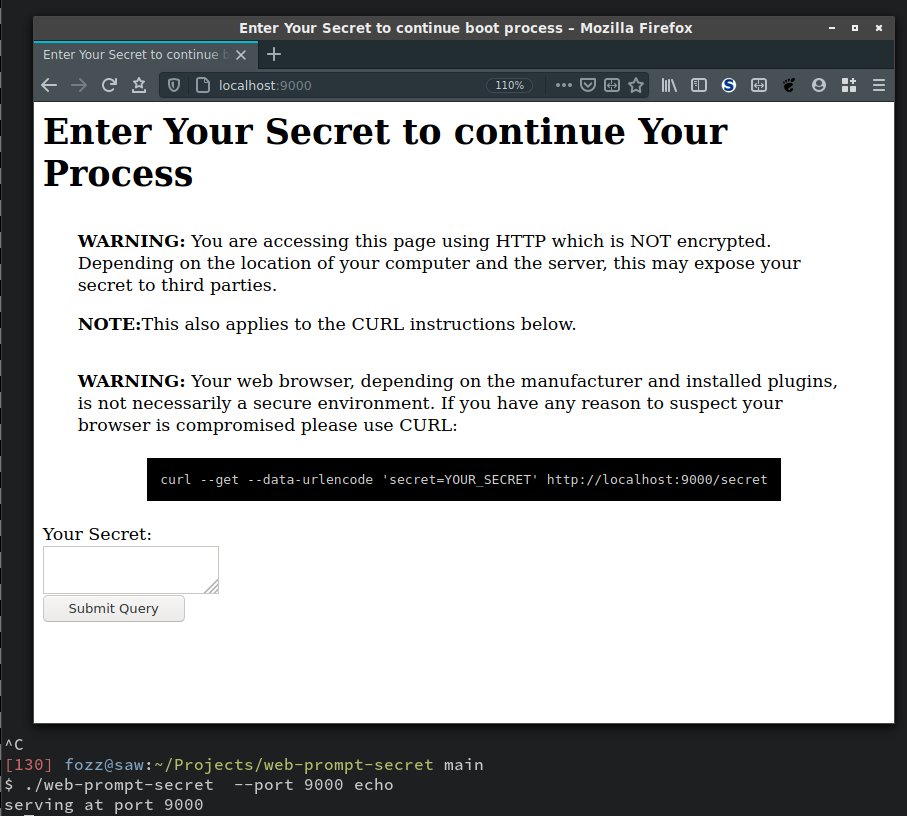 Enter Your Secret to continue boot process – Mozilla Firefox
Enter Your Secret to continue b
localhost:9000
110%
Enter Your Secret to continue Your
Process
WARNING: You are accessing this page using HTTP which is NOT encrypted.
Depending on the location of your computer and the server, this may expose your
secret to third parties.
NOTE:This also applies to the CURL instructions below.
WARNING: Your web browser, depending on the manufacturer and installed plugins,
is not necessarily a secure environment. If you have any reason to suspect your
browser is compromised please use CURL:
curl --get --data-urlencode 'secret=YOUR_SECRET' http://localhost:9000/secret
Your Secret:
Submit Query
^C
[130] fozz@saw:~/Projects/web-prompt-secret main
$ ./web-prompt-secret  --port 9000 echo
serving at port 9000